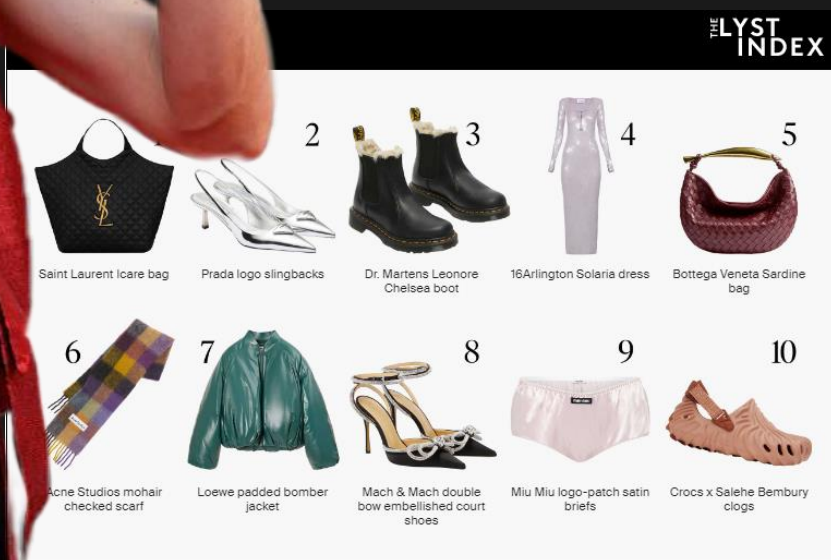 THE LYST
INDEX
2
3
4
5
YSL
Saint Laurent Icare bag
Prada logo slingbacks
Dr. Martens Leonore
Chelsea boot
16Arlington Solaria dress
Bottega Veneta Sardine
bag
6
7
8
9
10
Acne Studios mohair
checked scarf
Loewe padded bomber
jacket
Mach & Mach double
bow embellished court
shoes
Miu Miu logo-patch satin
briefs
Crocs x Salehe Bembury
clogs